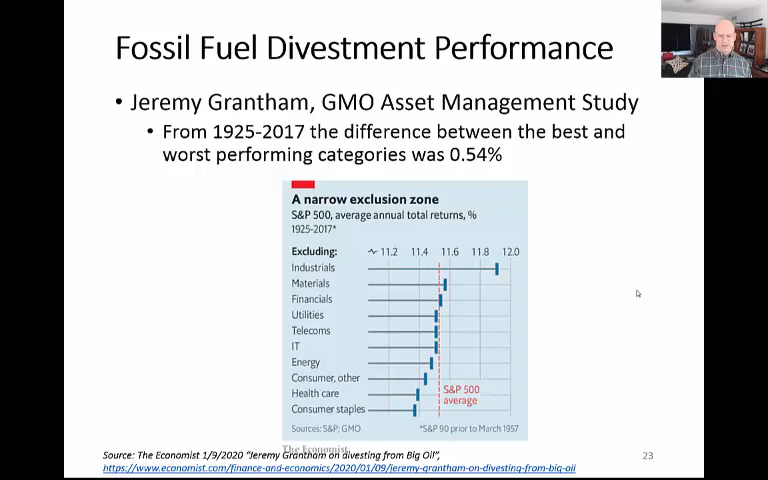 Fossil Fuel Divestment Performance
• Jeremy Grantham, GMO Asset Management Study
• From 1925-2017 the difference between the best and
worst performing categories was 0.54%
A narrow exclusion zone
S&P 500, average annual total returns, %
1925-2017*
Excluding: 11.2 11.4 11.6 11.8 12.0
Industrials
Materials
Financials
Utilities
Telecoms
IT
Energy
Consumer, other
Health care
Consumer staples
S&P 500
average
Sources: S&P; GMO *S&P 90 prior to March 1957
The Economist
Source: The Economist 1/9/2020 “Jeremy Grantham on divesting from Big Oil”,
https://www.economist.com/finance-and-economics/2020/01/09/jeremy-grantham-on-divesting-from-big-oil
23